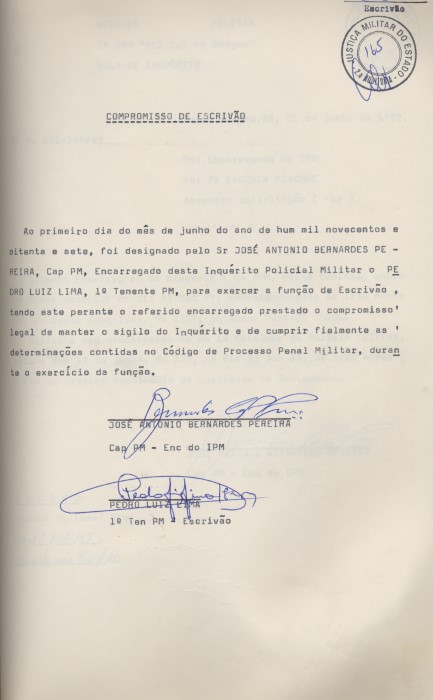 Escrivão
JUSTIÇA MILITAR DO ESTADO
165
2a. AUDITORIA
COMPROMISSO DE ESCRIVÃO
Ao primeiro dia do mês de junho do ano de hum mil novecentos e
oitenta e sete, foi designado pelo Sr JOSÉ ANTONIO BERNARDES PE -
REIRA, Cap PM, Encarregado deste Inquérito Policial Militar o PE
DRO LUIZ LIMA, 1º Tenente PM, para exercer a função de Escrivão ,
tendo este perante o referido encarregado prestado o compromisso'
legal de manter o sigilo do Inquérito e de cumprir fielmente as '
determinações contidas no Código de Processo Penal Militar, duran
te o exercício da função.
JOSÉ ANTONIO BERNARDES PEREIRA
Cap PM - Enc do IPM
PEDRO LUIZ LIMA
1º Ten PM - Escrivão